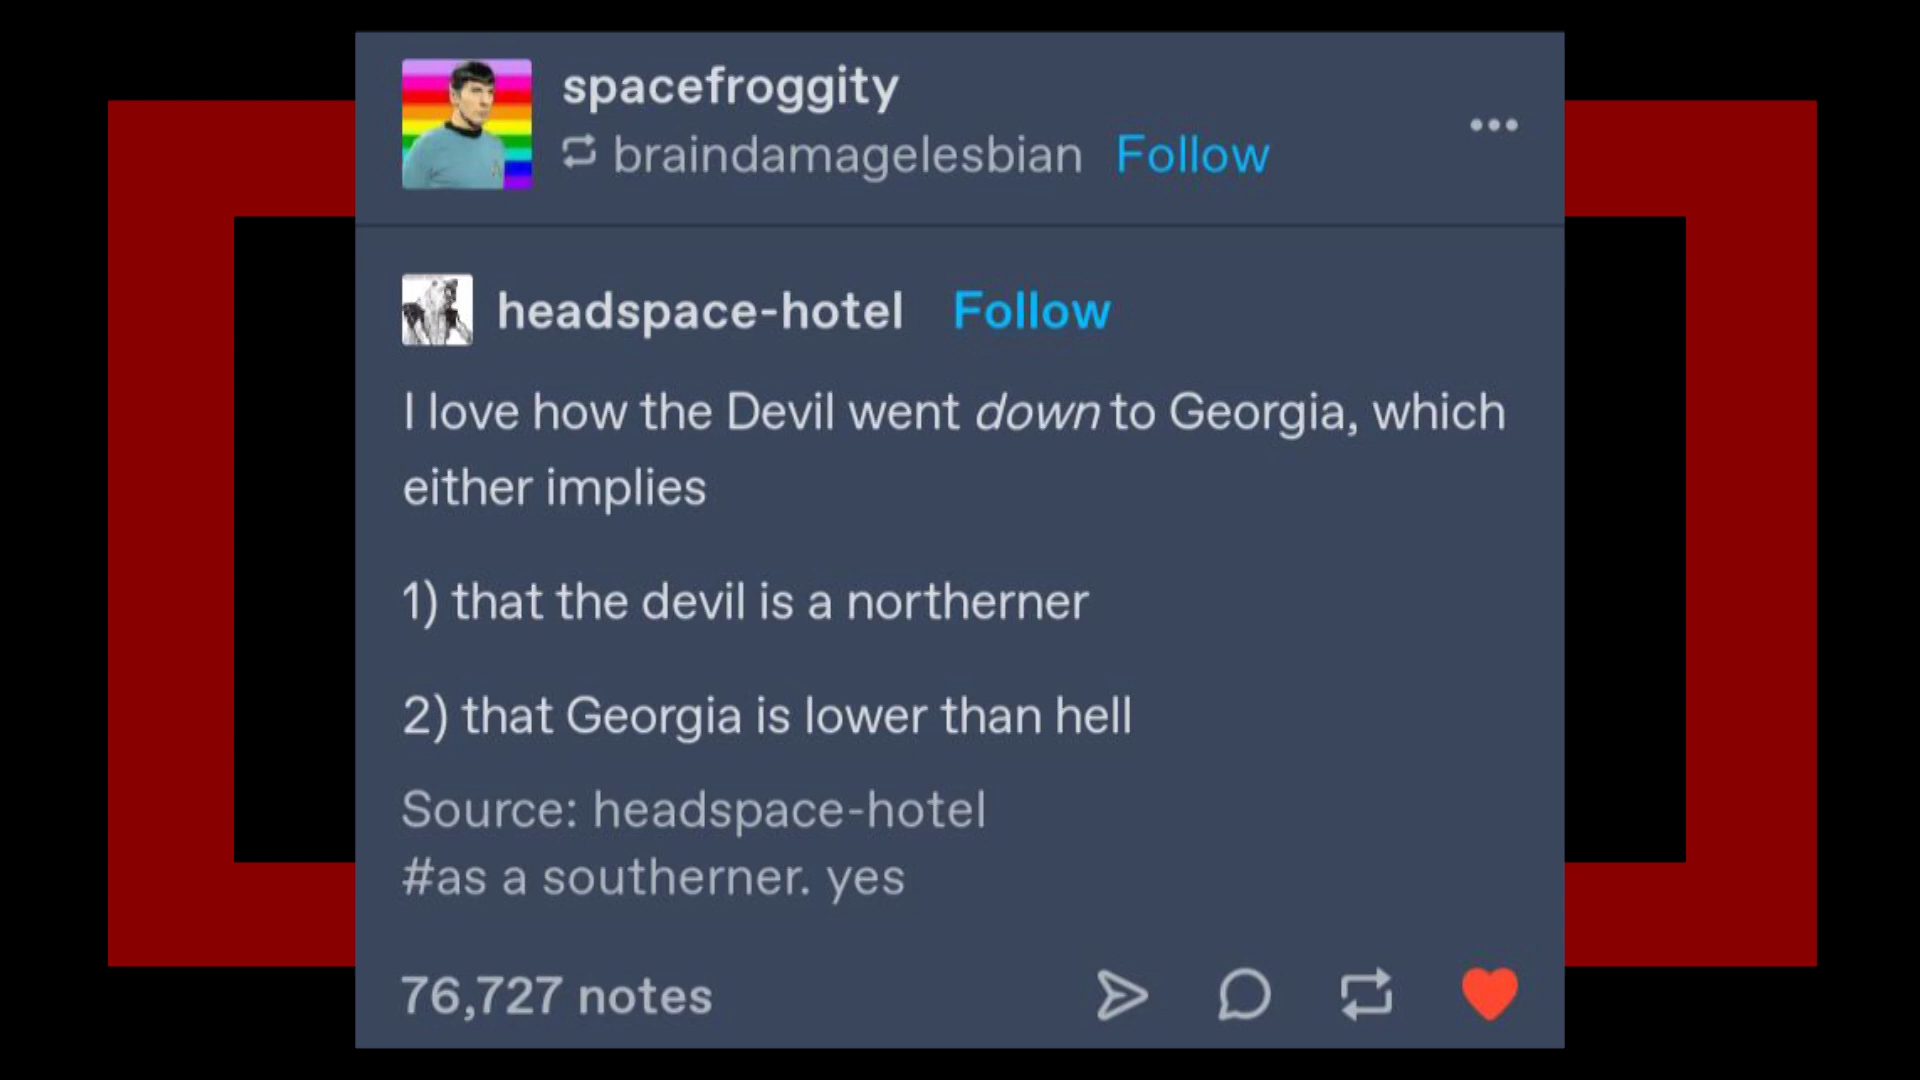 spacefroggity
braindamagelesbian Follow
headspace-hotel Follow
I love how the Devil went down to Georgia, which
either implies
1) that the devil is a northerner
2) that Georgia is lower than hell
Source: headspace-hotel
#as a southerner. yes
76,727 notes